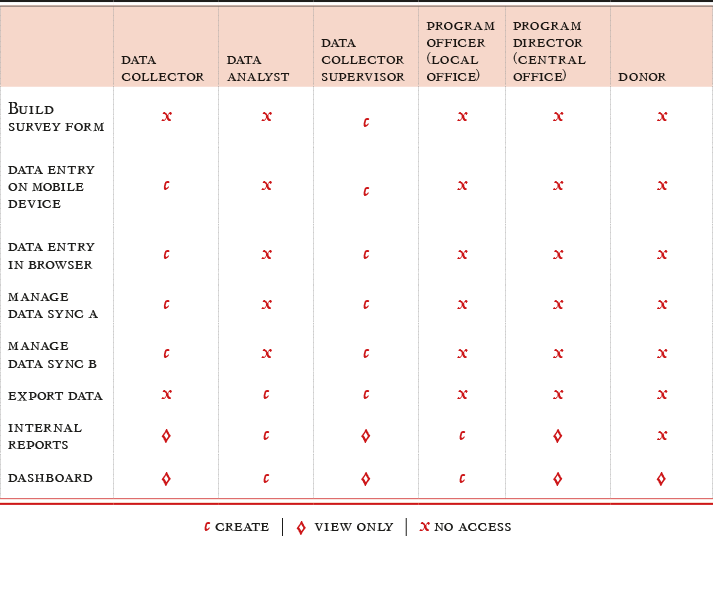 DATA COLLECTOR | DATA ANALYST | DATA COLLECTOR SUPERVISOR | PROGRAM OFFICER (LOCAL OFFICE) | PROGRAM DIRECTOR (CENTRAL OFFICE) | DONOR
BUILD SURVEY FORM | x | x | c | x | x | x
DATA ENTRY ON MOBILE DEVICE | c | x | c | x | x | x
DATA ENTRY IN BROWSER | c | x | c | x | x | x
MANAGE DATA SYNC A | c | x | c | x | x | x
MANAGE DATA SYNC B | c | x | c | x | x | x
EXPORT DATA | x | c | c | x | x | x
INTERNAL REPORTS | ◊ | c | ◊ | c | ◊ | x
DASHBOARD | ◊ | c | ◊ | c | ◊ | ◊
c CREATE | ◊ VIEW ONLY | x NO ACCESS